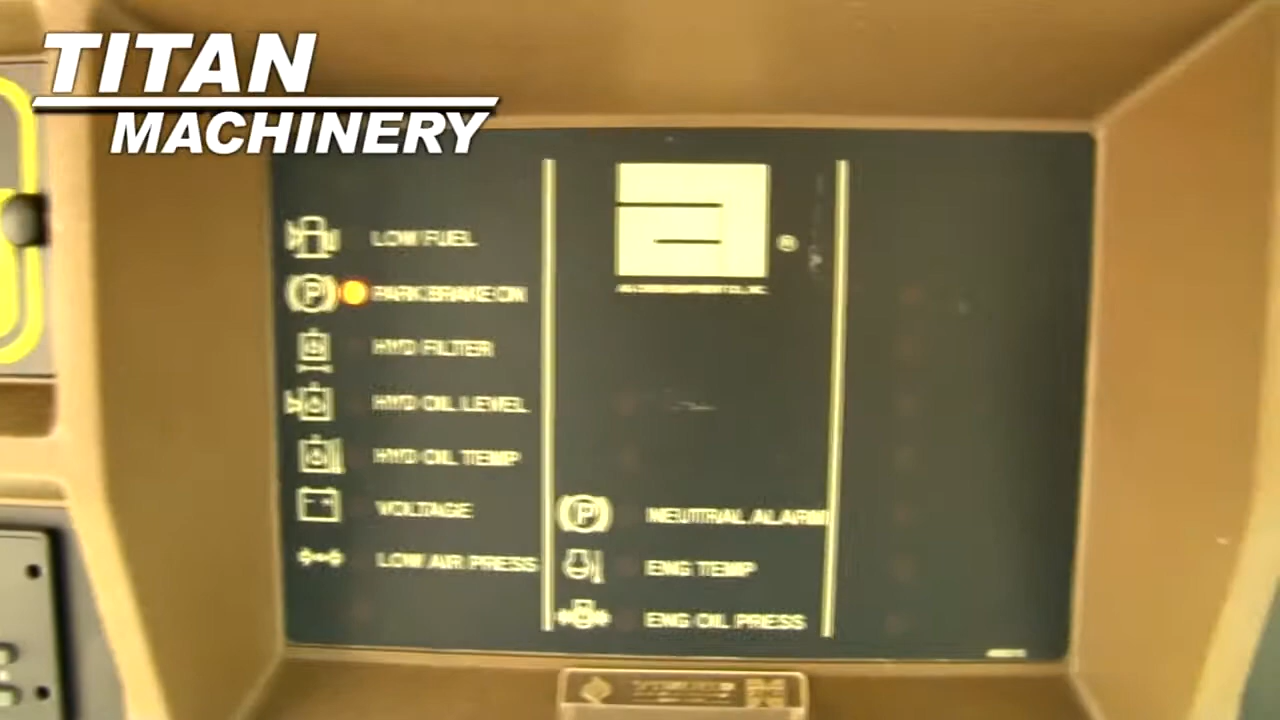 TITAN
MACHINERY
LOW FUEL
P PARK BRAKE ON
HYD FILTER
HYD OIL LEVEL
HYD OIL TEMP
VOLTAGE
LOW AIR PRESS
®
P NEUTRAL ALARM
ENG TEMP
ENG OIL PRESS